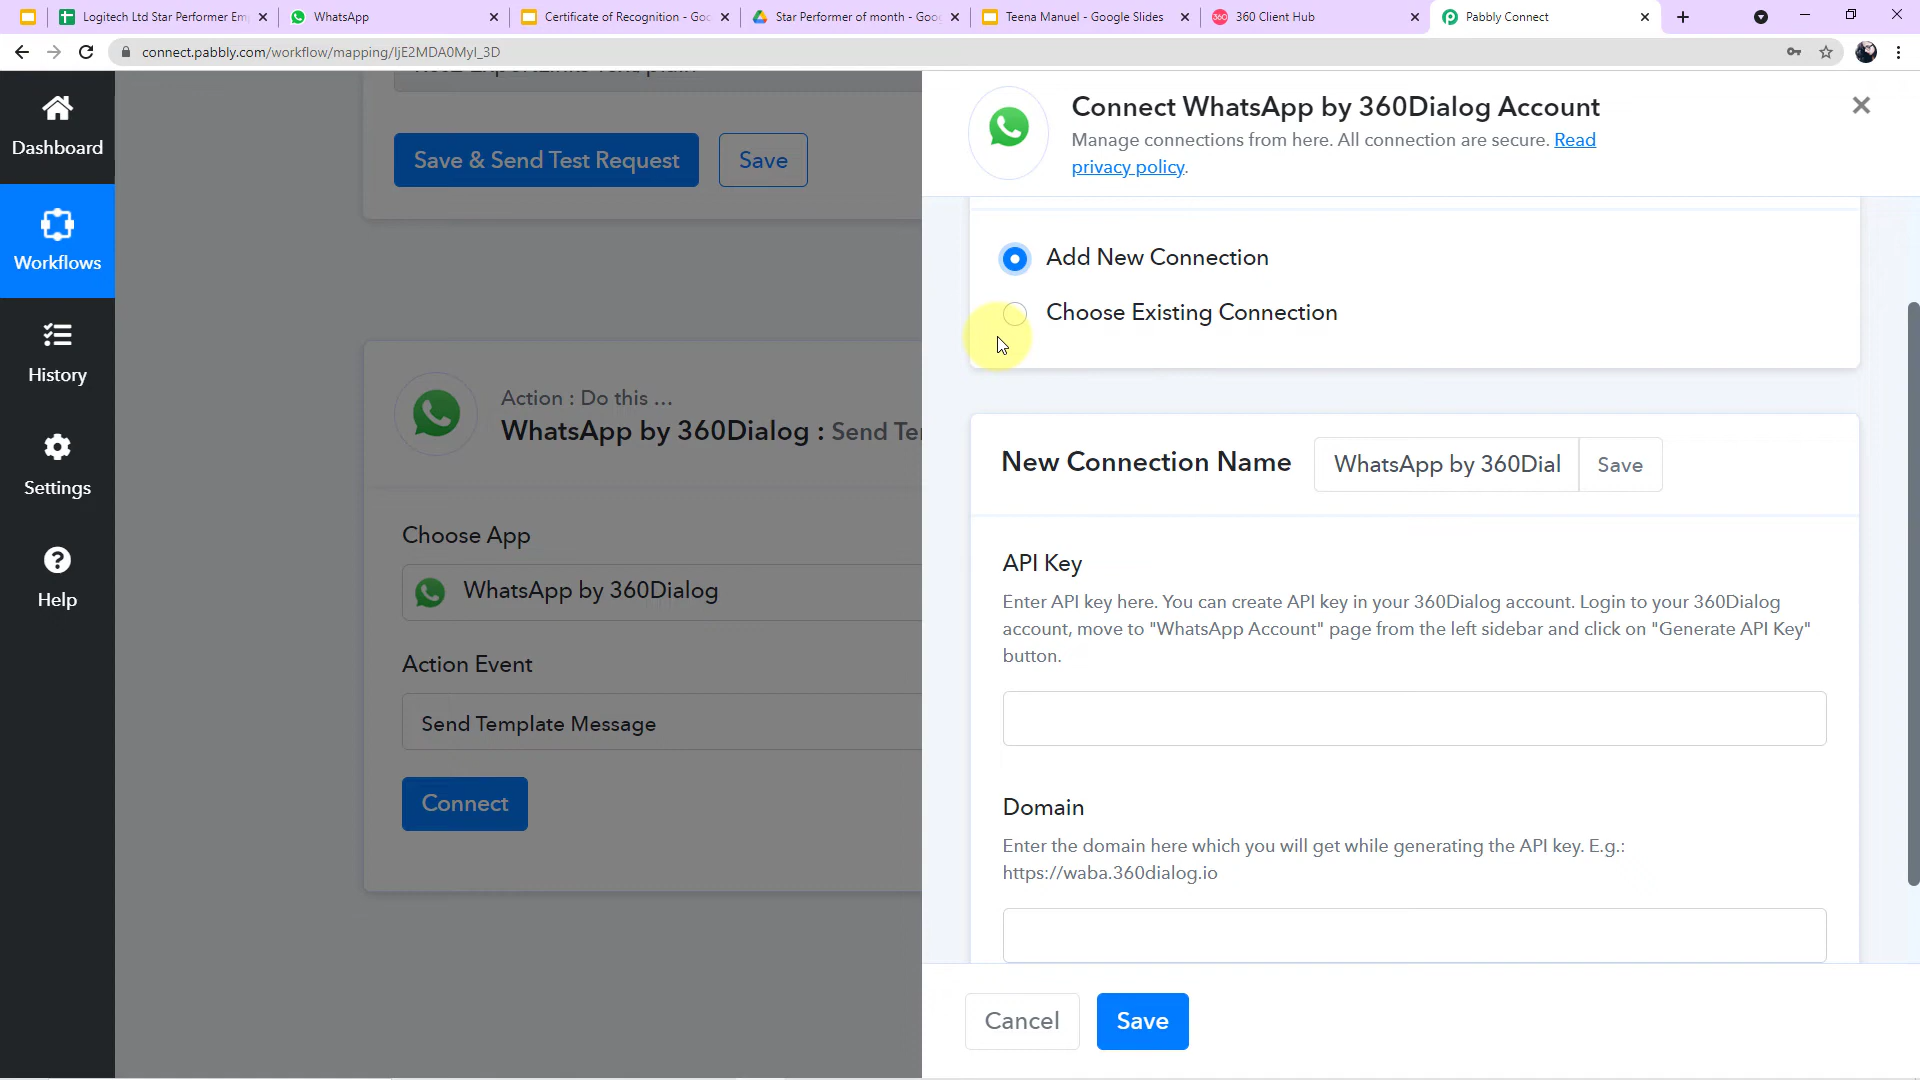 Logitech Ltd Star Performer Em
WhatsApp
Certificate of Recognition - Goo
Star Performer of month - Goo
Teena Manuel - Google Slides
360
360 Client Hub
Pabbly Connect
connect.pabbly.com/workflow/mapping/IjE2MDA0MyI_3D
Dashboard
Workflows
History
Settings
Help
Save & Send Test Request
Save
Action : Do this ...
WhatsApp by 360Dialog : Send Te
Choose App
WhatsApp by 360Dialog
Action Event
Send Template Message
Connect
Connect WhatsApp by 360Dialog Account
Manage connections from here. All connection are secure. Read
privacy policy.
Add New Connection
Choose Existing Connection
New Connection Name
WhatsApp by 360Dial
Save
API Key
Enter API key here. You can create API key in your 360Dialog account. Login to your 360Dialog
account, move to "WhatsApp Account" page from the left sidebar and click on "Generate API Key"
button.
Domain
Enter the domain here which you will get while generating the API key. E.g.:
https://waba.360dialog.io
Cancel
Save